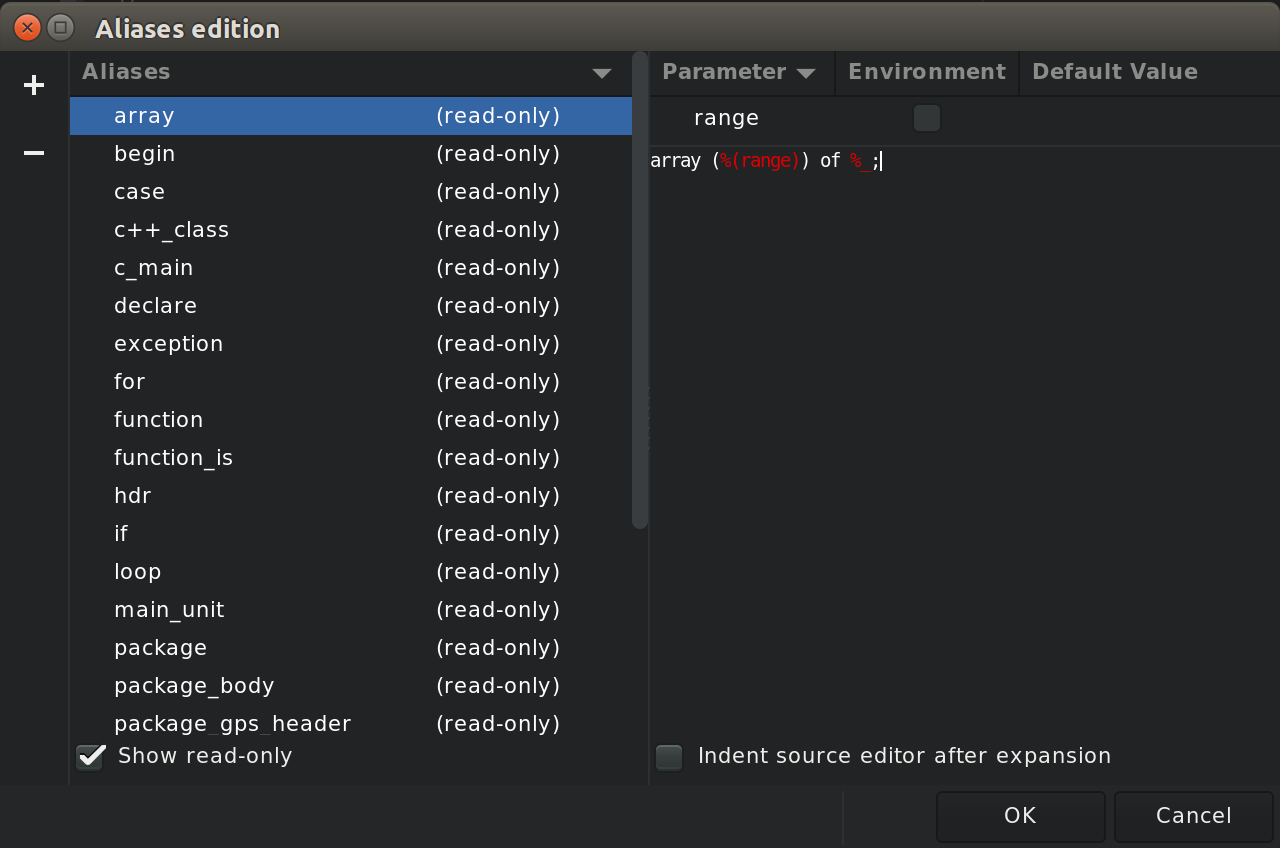 Aliases edition
Aliases
Parameter Environment Default Value
array (read-only)
begin (read-only)
case (read-only)
c++_class (read-only)
c_main (read-only)
declare (read-only)
exception (read-only)
for (read-only)
function (read-only)
function_is (read-only)
hdr (read-only)
if (read-only)
loop (read-only)
main_unit (read-only)
package (read-only)
package_body (read-only)
package_gps_header (read-only)
Show read-only
range
array (%(range)) of %_;
Indent source editor after expansion
OK Cancel